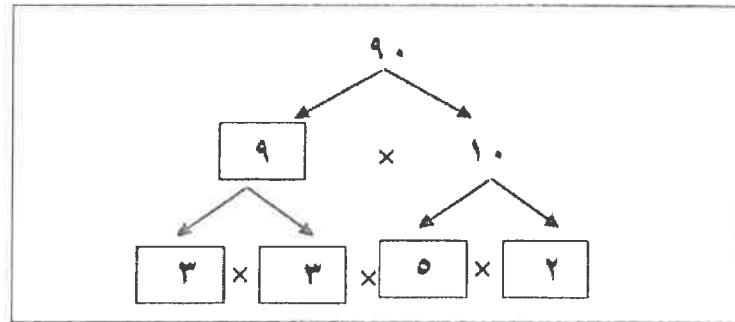 ٩٠
٩ × ١٠
٣ × ٣ × ٥ × ٢